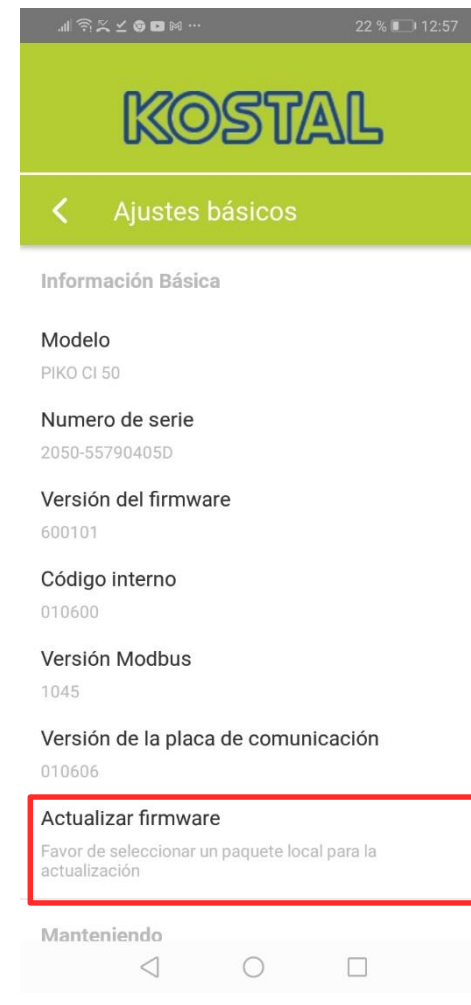 22 % 12:57
KOSTAL
Ajustes básicos
Información Básica
Modelo
PIKO CI 50
Numero de serie
2050-55790405D
Versión del firmware
600101
Código interno
010600
Versión Modbus
1045
Versión de la placa de comunicación
010606
Actualizar firmware
Favor de seleccionar un paquete local para la
actualización
Manteniendo